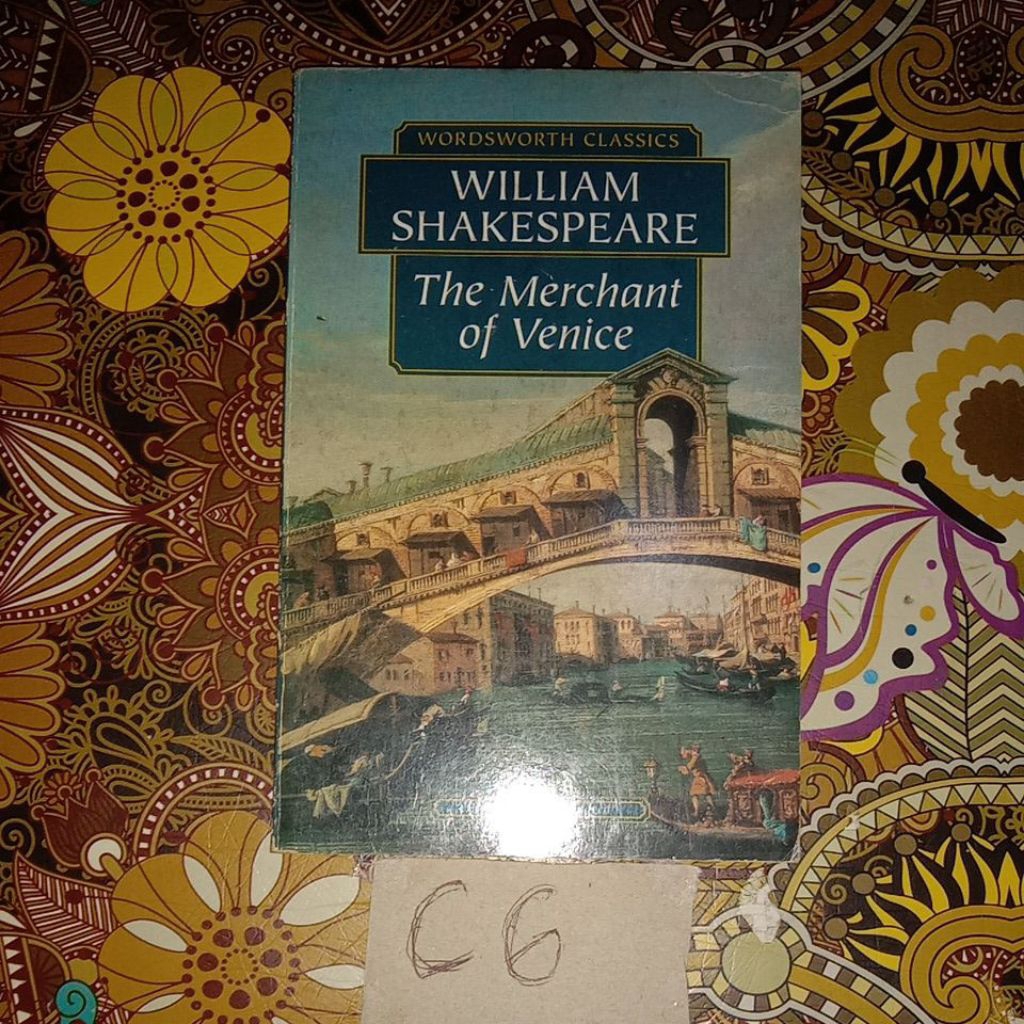 WORDSWORTH CLASSICS
WILLIAM
SHAKESPEARE
The Merchant
of Venice
C6